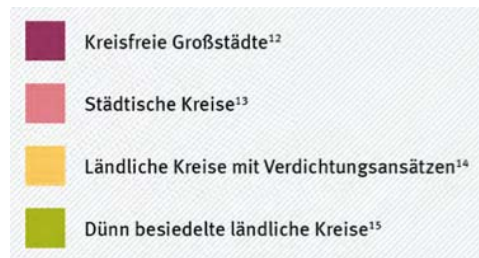 Kreisfreie Großstädte¹²
Städtische Kreise¹³
Ländliche Kreise mit Verdichtungsansätzen¹⁴
Dünn besiedelte ländliche Kreise¹⁵